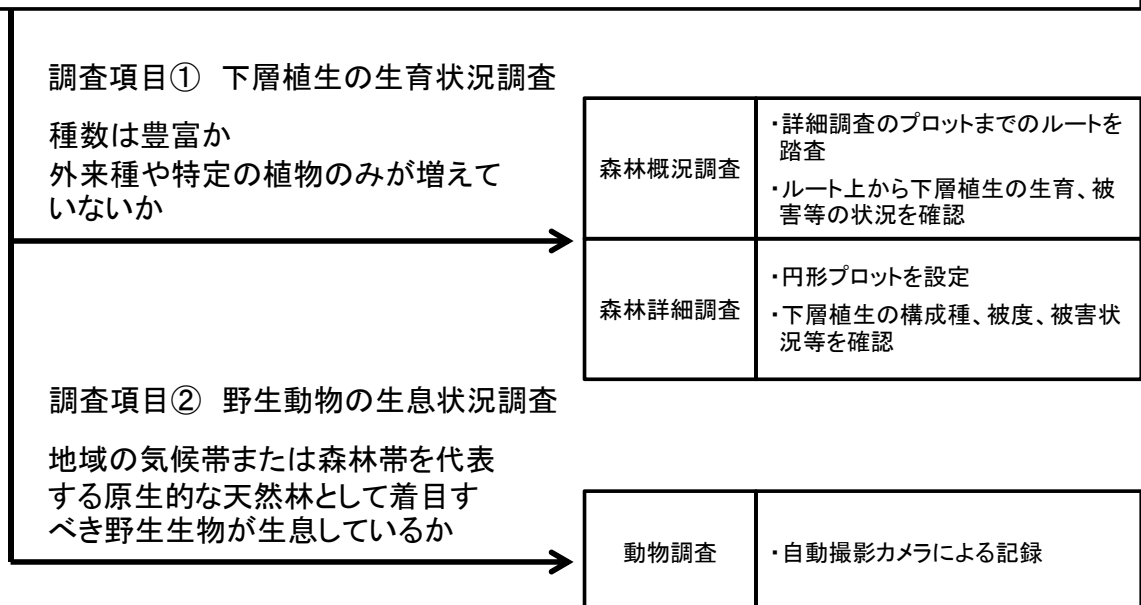 調査項目① 下層植生の生育状況調査
種数は豊富か
外来種や特定の植物のみが増えて
いないか
森林概況調査
・詳細調査のプロットまでのルートを
踏査
・ルート上から下層植生の生育、被
害等の状況を確認
森林詳細調査
・円形プロットを設定
・下層植生の構成種、被度、被害状
況等を確認
調査項目② 野生動物の生息状況調査
地域の気候帯または森林帯を代表
する原生的な天然林として着目す
べき野生生物が生息しているか
動物調査
・自動撮影カメラによる記録